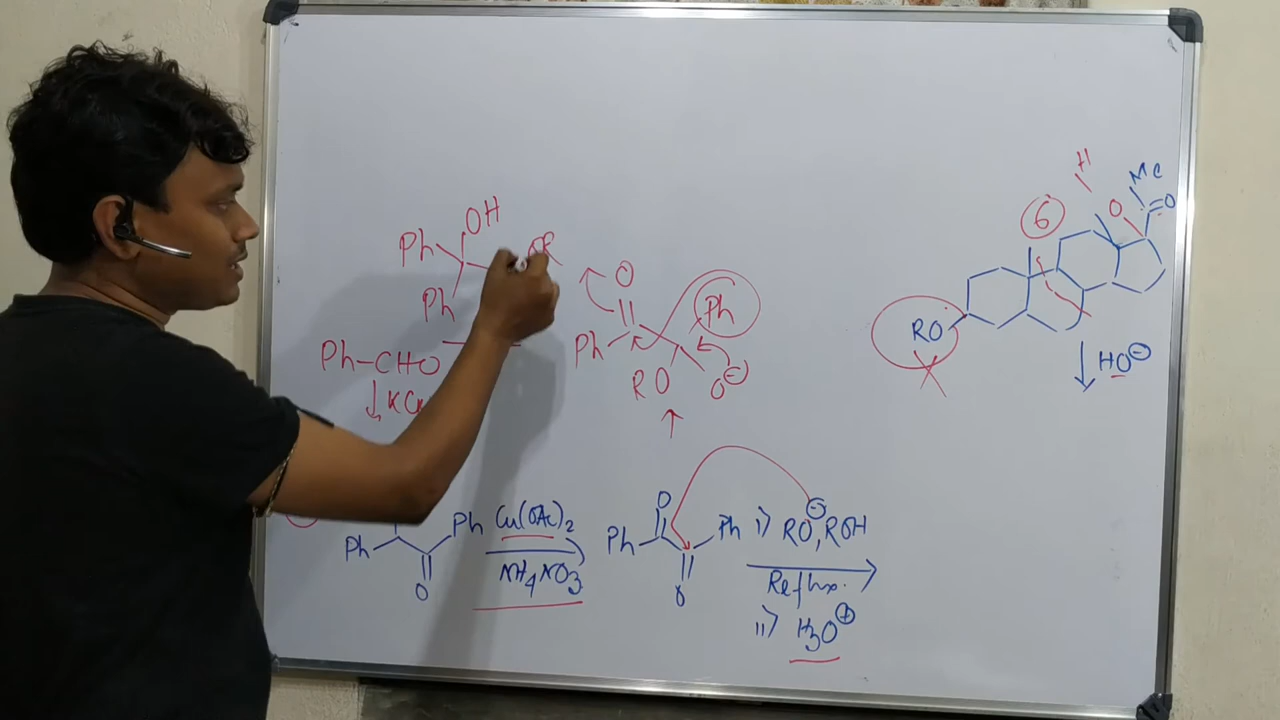 OH
Ph
OR
Ph
Ph-CHO
↓ KCN
O
Ph
Ph
RO
O⊖
↑
Ph
Ph
O
Cu(OAc)2
NH4NO3
O
Ph
Ph
O
i) RO⊖, ROH
Reflux.
ii) H3O⊕
H
Me
6
O
O
RO
↓ HO⊖